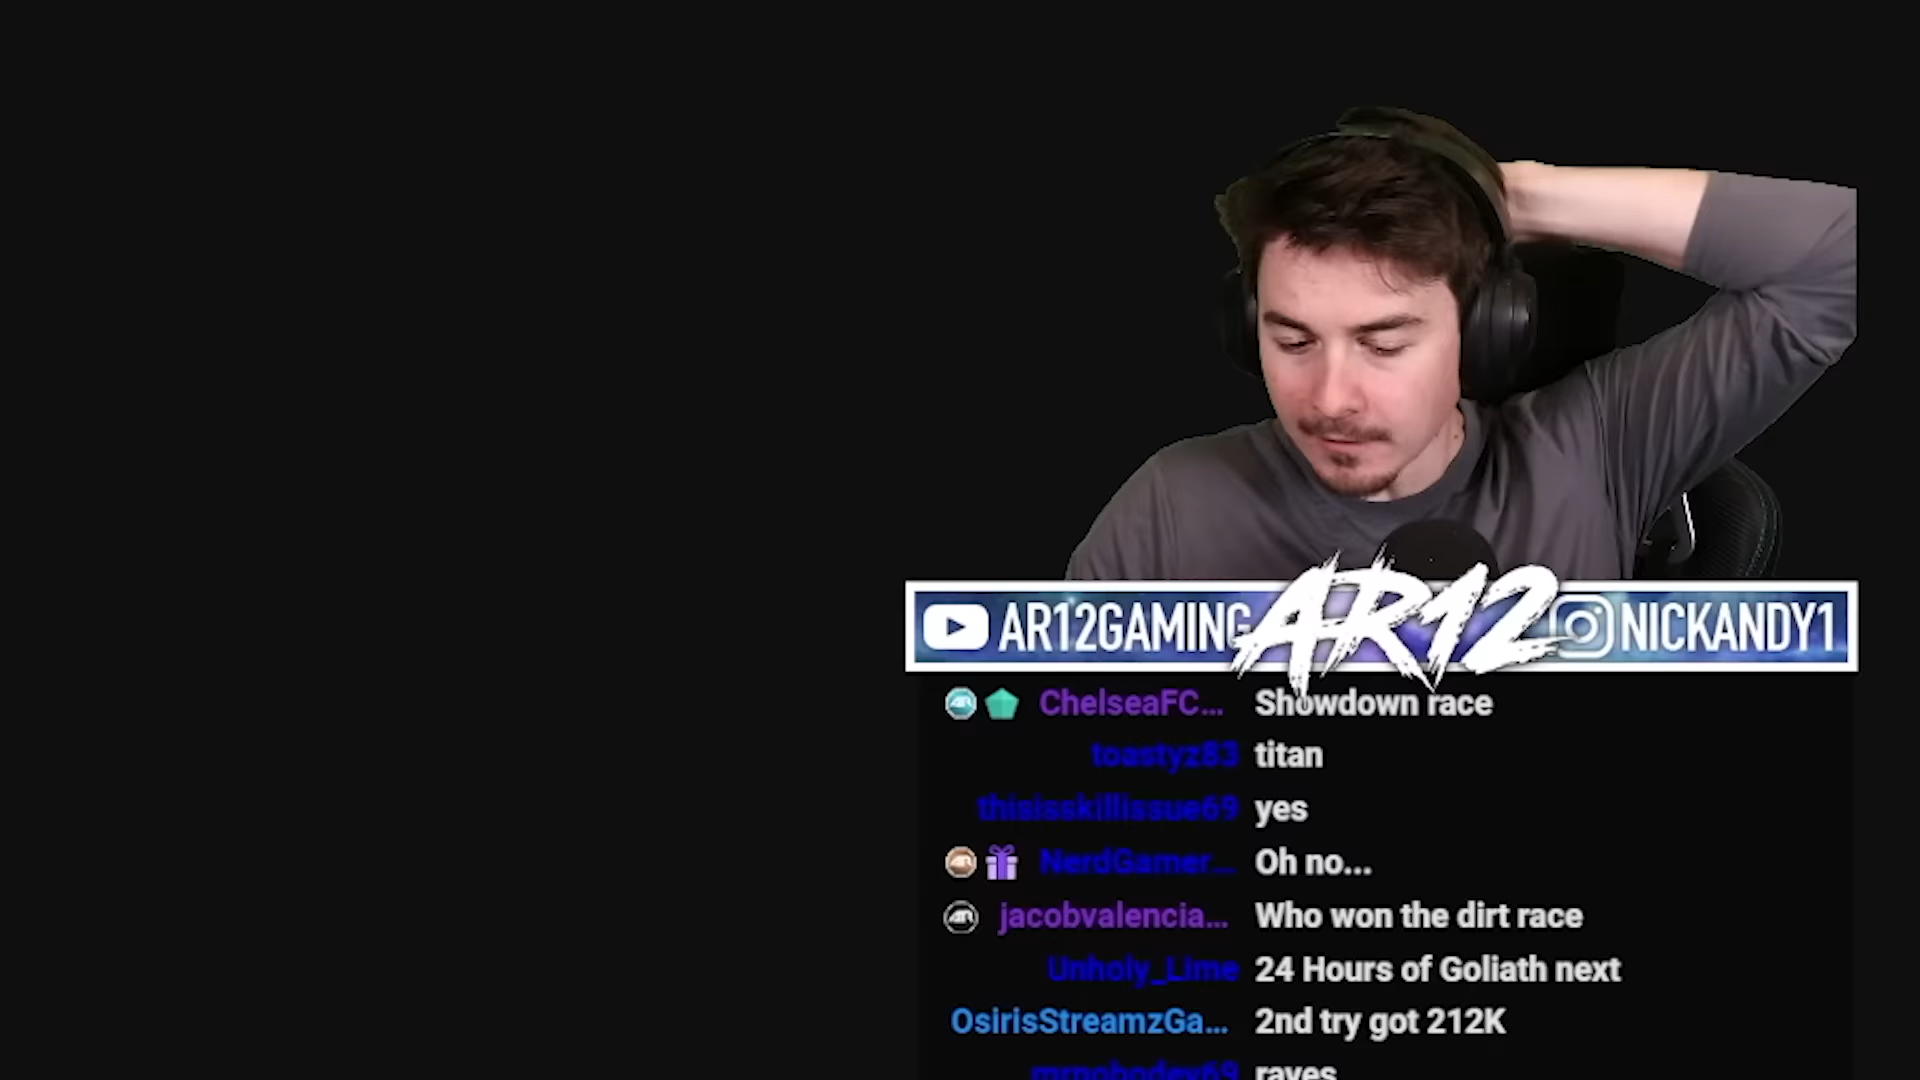 AR12GAMING AR12 NICKANDY1
ChelseaFC... Showdown race
toastyz83 titan
thisisskillissue69 yes
NerdGamer... Oh no...
jacobvalencia... Who won the dirt race
Unholy_Lime 24 Hours of Goliath next
OsirisStreamzGa... 2nd try got 212K
mrnobodey69 raves